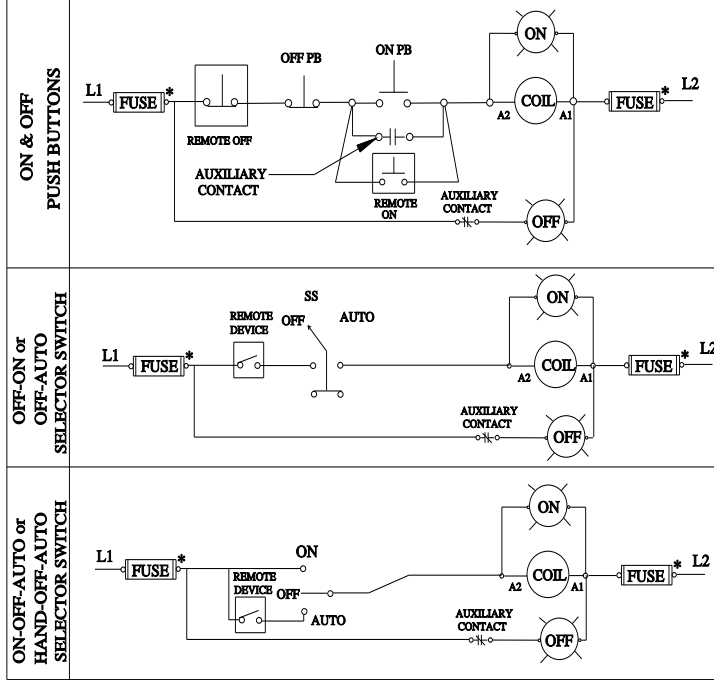 ON & OFF
PUSH BUTTONS
L1
FUSE
*
REMOTE OFF
OFF PB
ON PB
AUXILIARY
CONTACT
REMOTE
ON
AUXILIARY
CONTACT
ON
COIL
A2
A1
OFF
FUSE
*
L2
OFF-ON or
OFF-AUTO
SELECTOR SWITCH
L1
FUSE
*
REMOTE
DEVICE
SS
OFF
AUTO
AUXILIARY
CONTACT
ON
COIL
A2
A1
OFF
FUSE
*
L2
ON-OFF-AUTO or
HAND-OFF-AUTO
SELECTOR SWITCH
L1
FUSE
*
REMOTE
DEVICE
ON
OFF
AUTO
AUXILIARY
CONTACT
ON
COIL
A2
A1
OFF
FUSE
*
L2